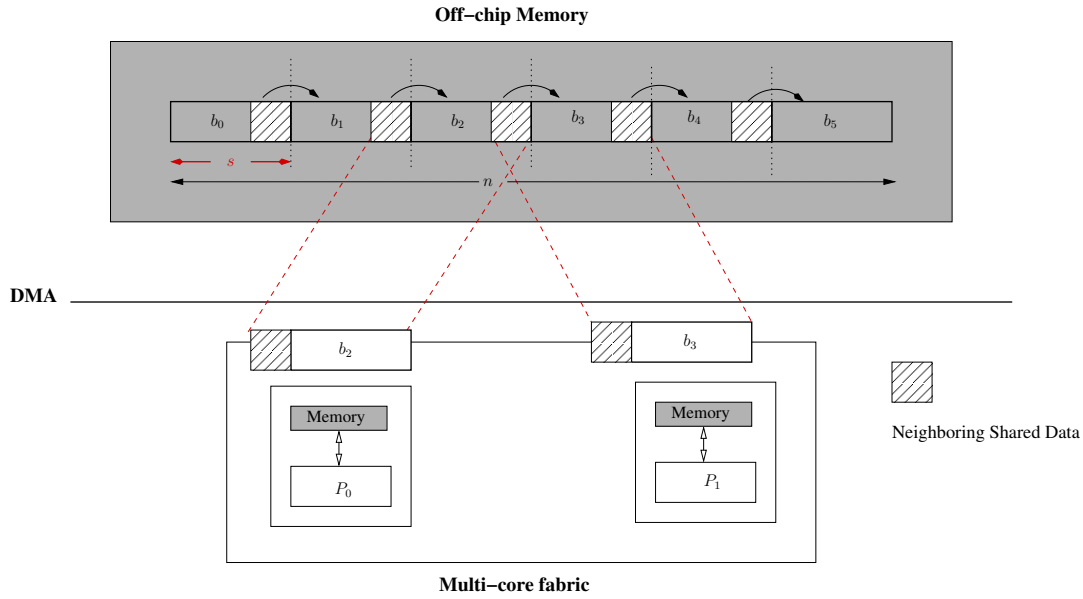 Off−chip Memory
b0 b1 b2 b3 b4 b5
s
n
DMA
b2 b3
Memory Memory
P0 P1
Neighboring Shared Data
Multi−core fabric